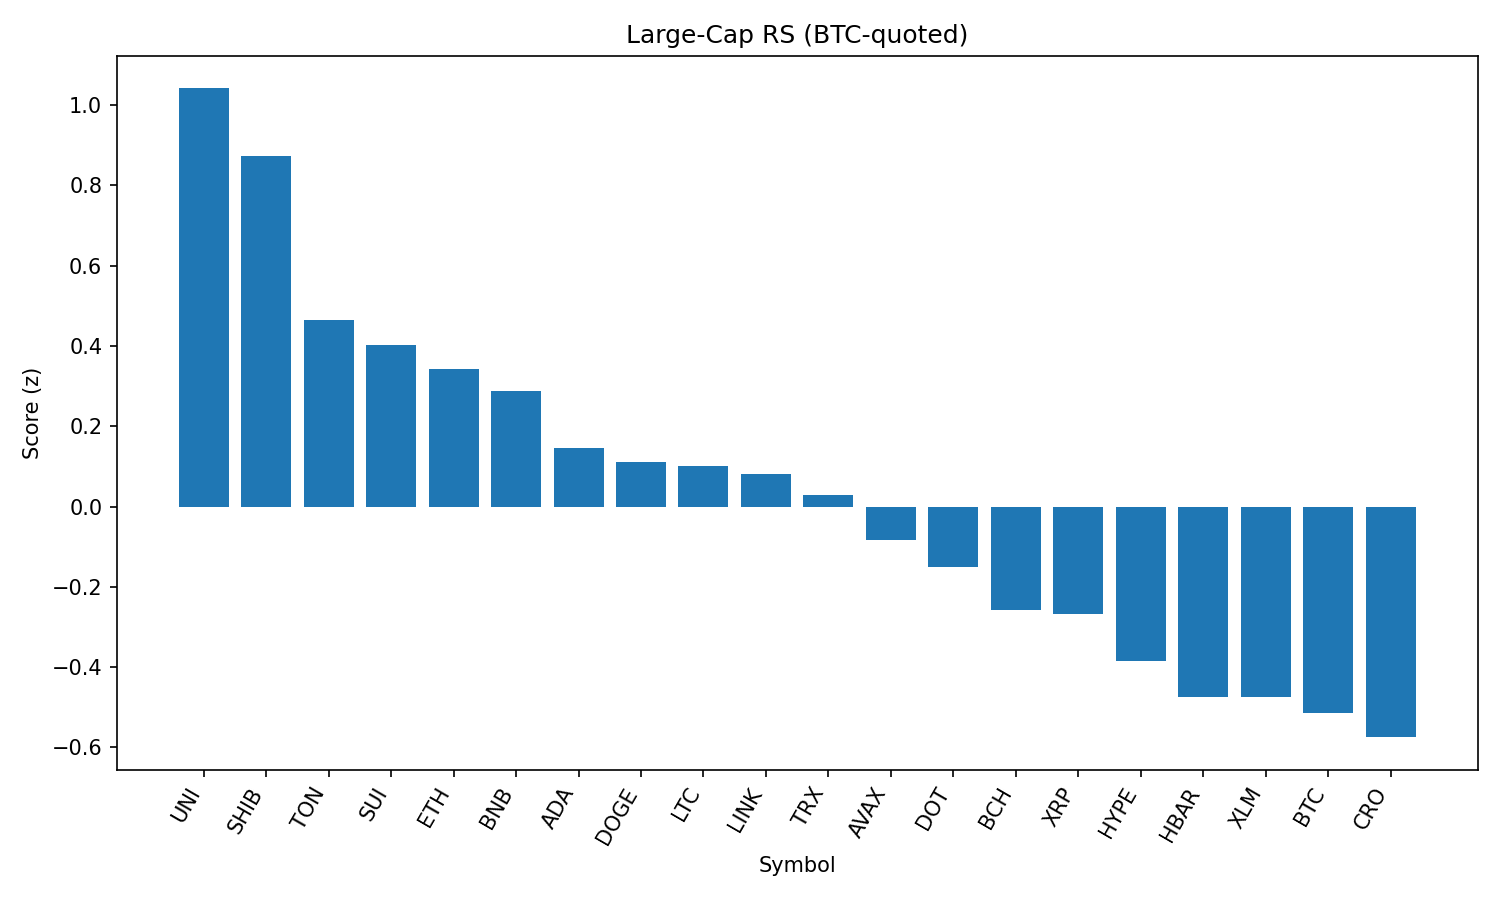 Large-Cap RS (BTC-quoted)
Score (z)
1.0
0.8
0.6
0.4
0.2
0.0
−0.2
−0.4
−0.6
UNI
SHIB
TON
SUI
ETH
BNB
ADA
DOGE
LTC
LINK
TRX
AVAX
DOT
BCH
XRP
HYPE
HBAR
XLM
BTC
CRO
Symbol